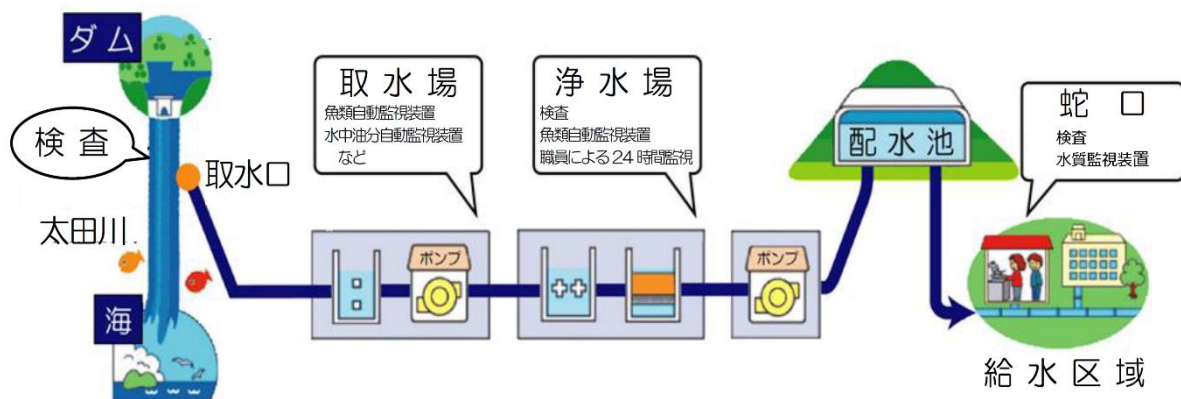 ダム
検査
取水口
太田川
海
取水場
魚類自動監視装置
水中油分自動監視装置
など
ポンプ
浄水場
検査
魚類自動監視装置
職員による24時間監視
ポンプ
配水池
蛇口
検査
水質監視装置
給水区域